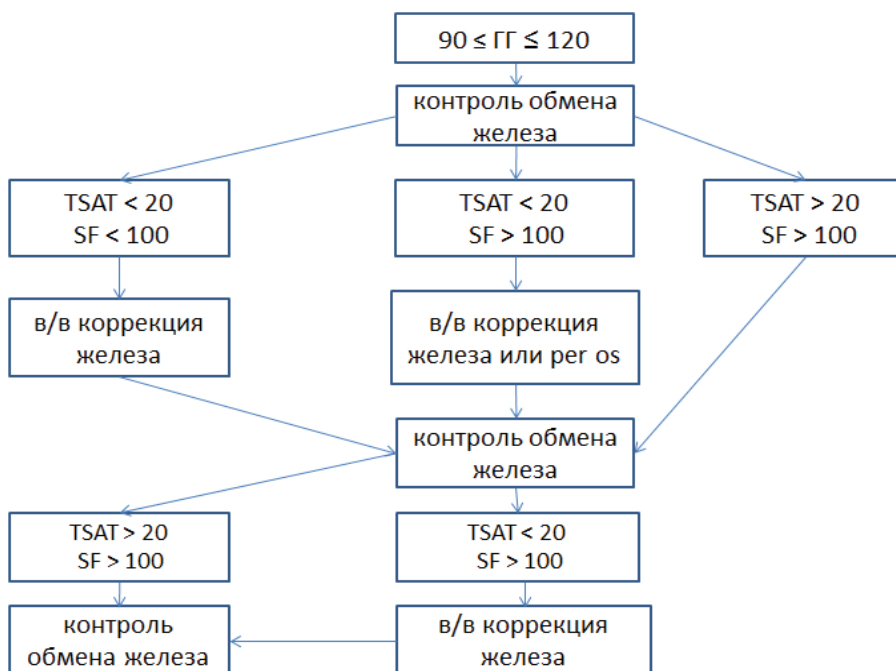 90 ≤ ГГ ≦ 120
контроль обмена
железа
TSAT < 20
SF < 100
TSAT < 20
SF > 100
TSAT > 20
SF > 100
в/в коррекция
железа
в/в коррекция
железа или per os
контроль обмена
железа
TSAT > 20
SF > 100
TSAT < 20
SF > 100
контроль
обмена железа
в/в коррекция
железа